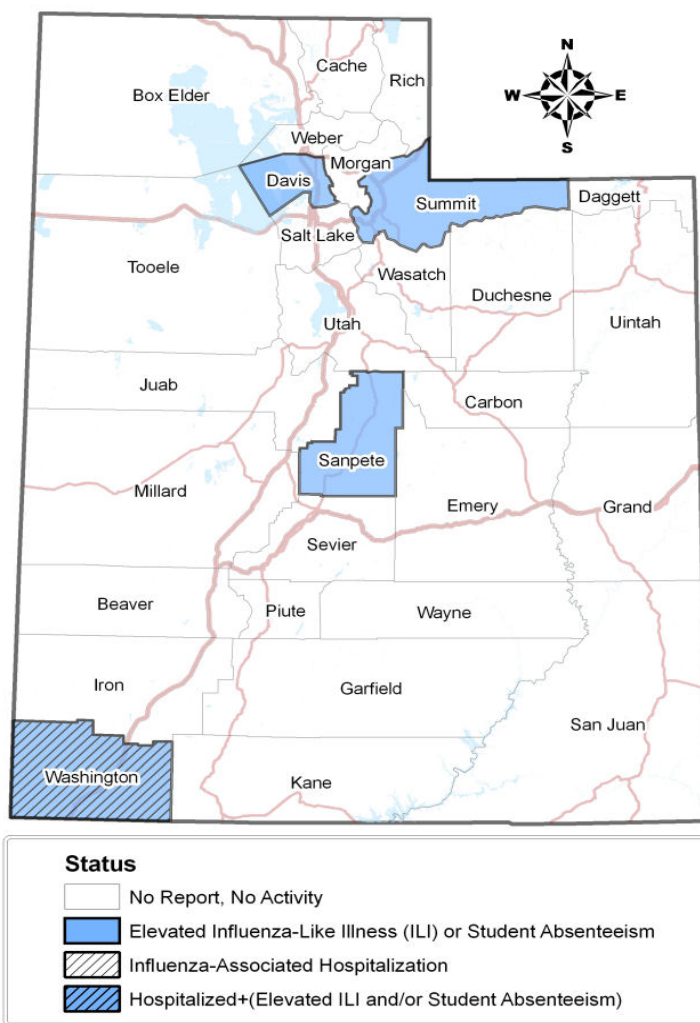 N
W E
S
Cache
Rich
Box Elder
Weber
Morgan
Davis
Summit
Daggett
Salt Lake
Tooele
Wasatch
Duchesne
Uintah
Utah
Juab
Carbon
Sanpete
Millard
Emery
Grand
Sevier
Beaver
Piute
Wayne
Iron
Garfield
San Juan
Washington
Kane
Status
No Report, No Activity
Elevated Influenza-Like Illness (ILI) or Student Absenteeism
Influenza-Associated Hospitalization
Hospitalized+(Elevated ILI and/or Student Absenteeism)